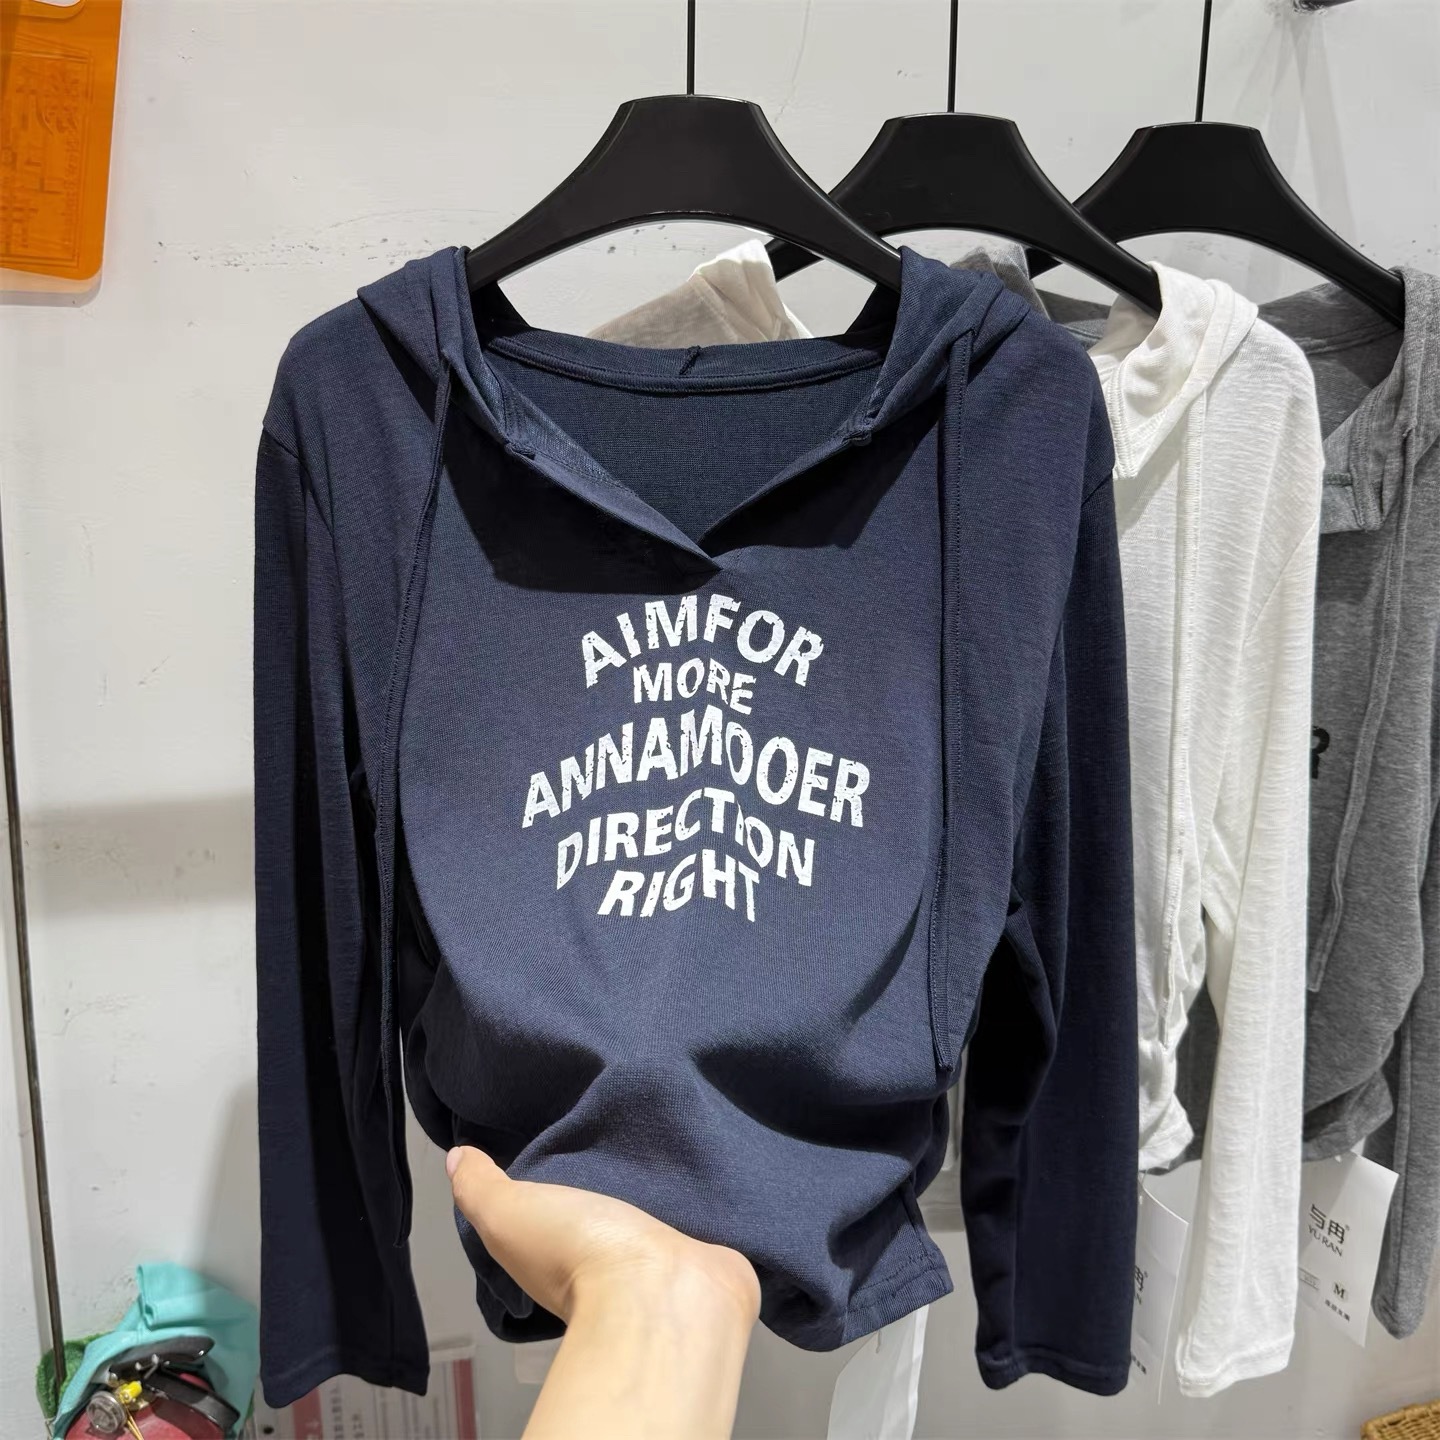 AIMFOR
MORE
ANNAMOOER
DIRECTION
RIGHT
R
与冉®
YU RAN
M